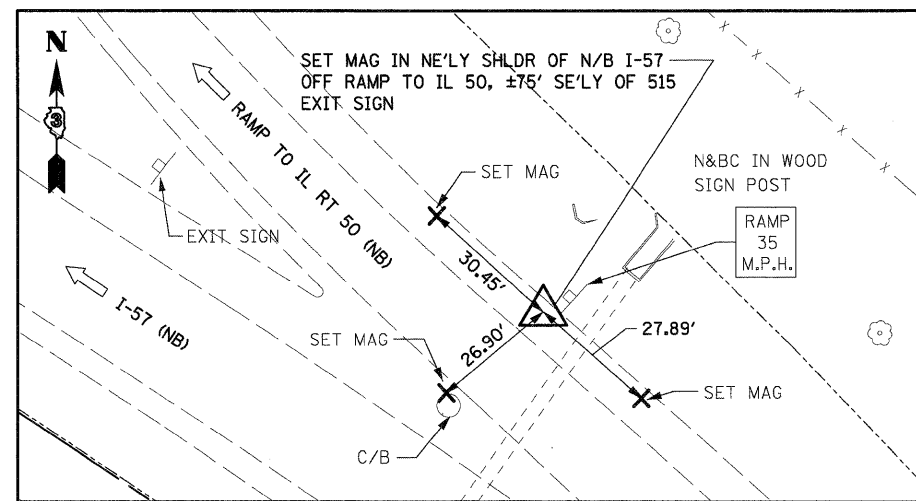 N
3
SET MAG IN NE'LY SHLDR OF N/B I-57
OFF RAMP TO IL 50, ±75' SE'LY OF 515
EXIT SIGN
RAMP TO IL RT 50 (NB)
SET MAG
N&BC IN WOOD
SIGN POST
RAMP
35
M.P.H.
EXIT SIGN
30.45'
I-57 (NB)
SET MAG
26.90'
27.89'
SET MAG
C/B